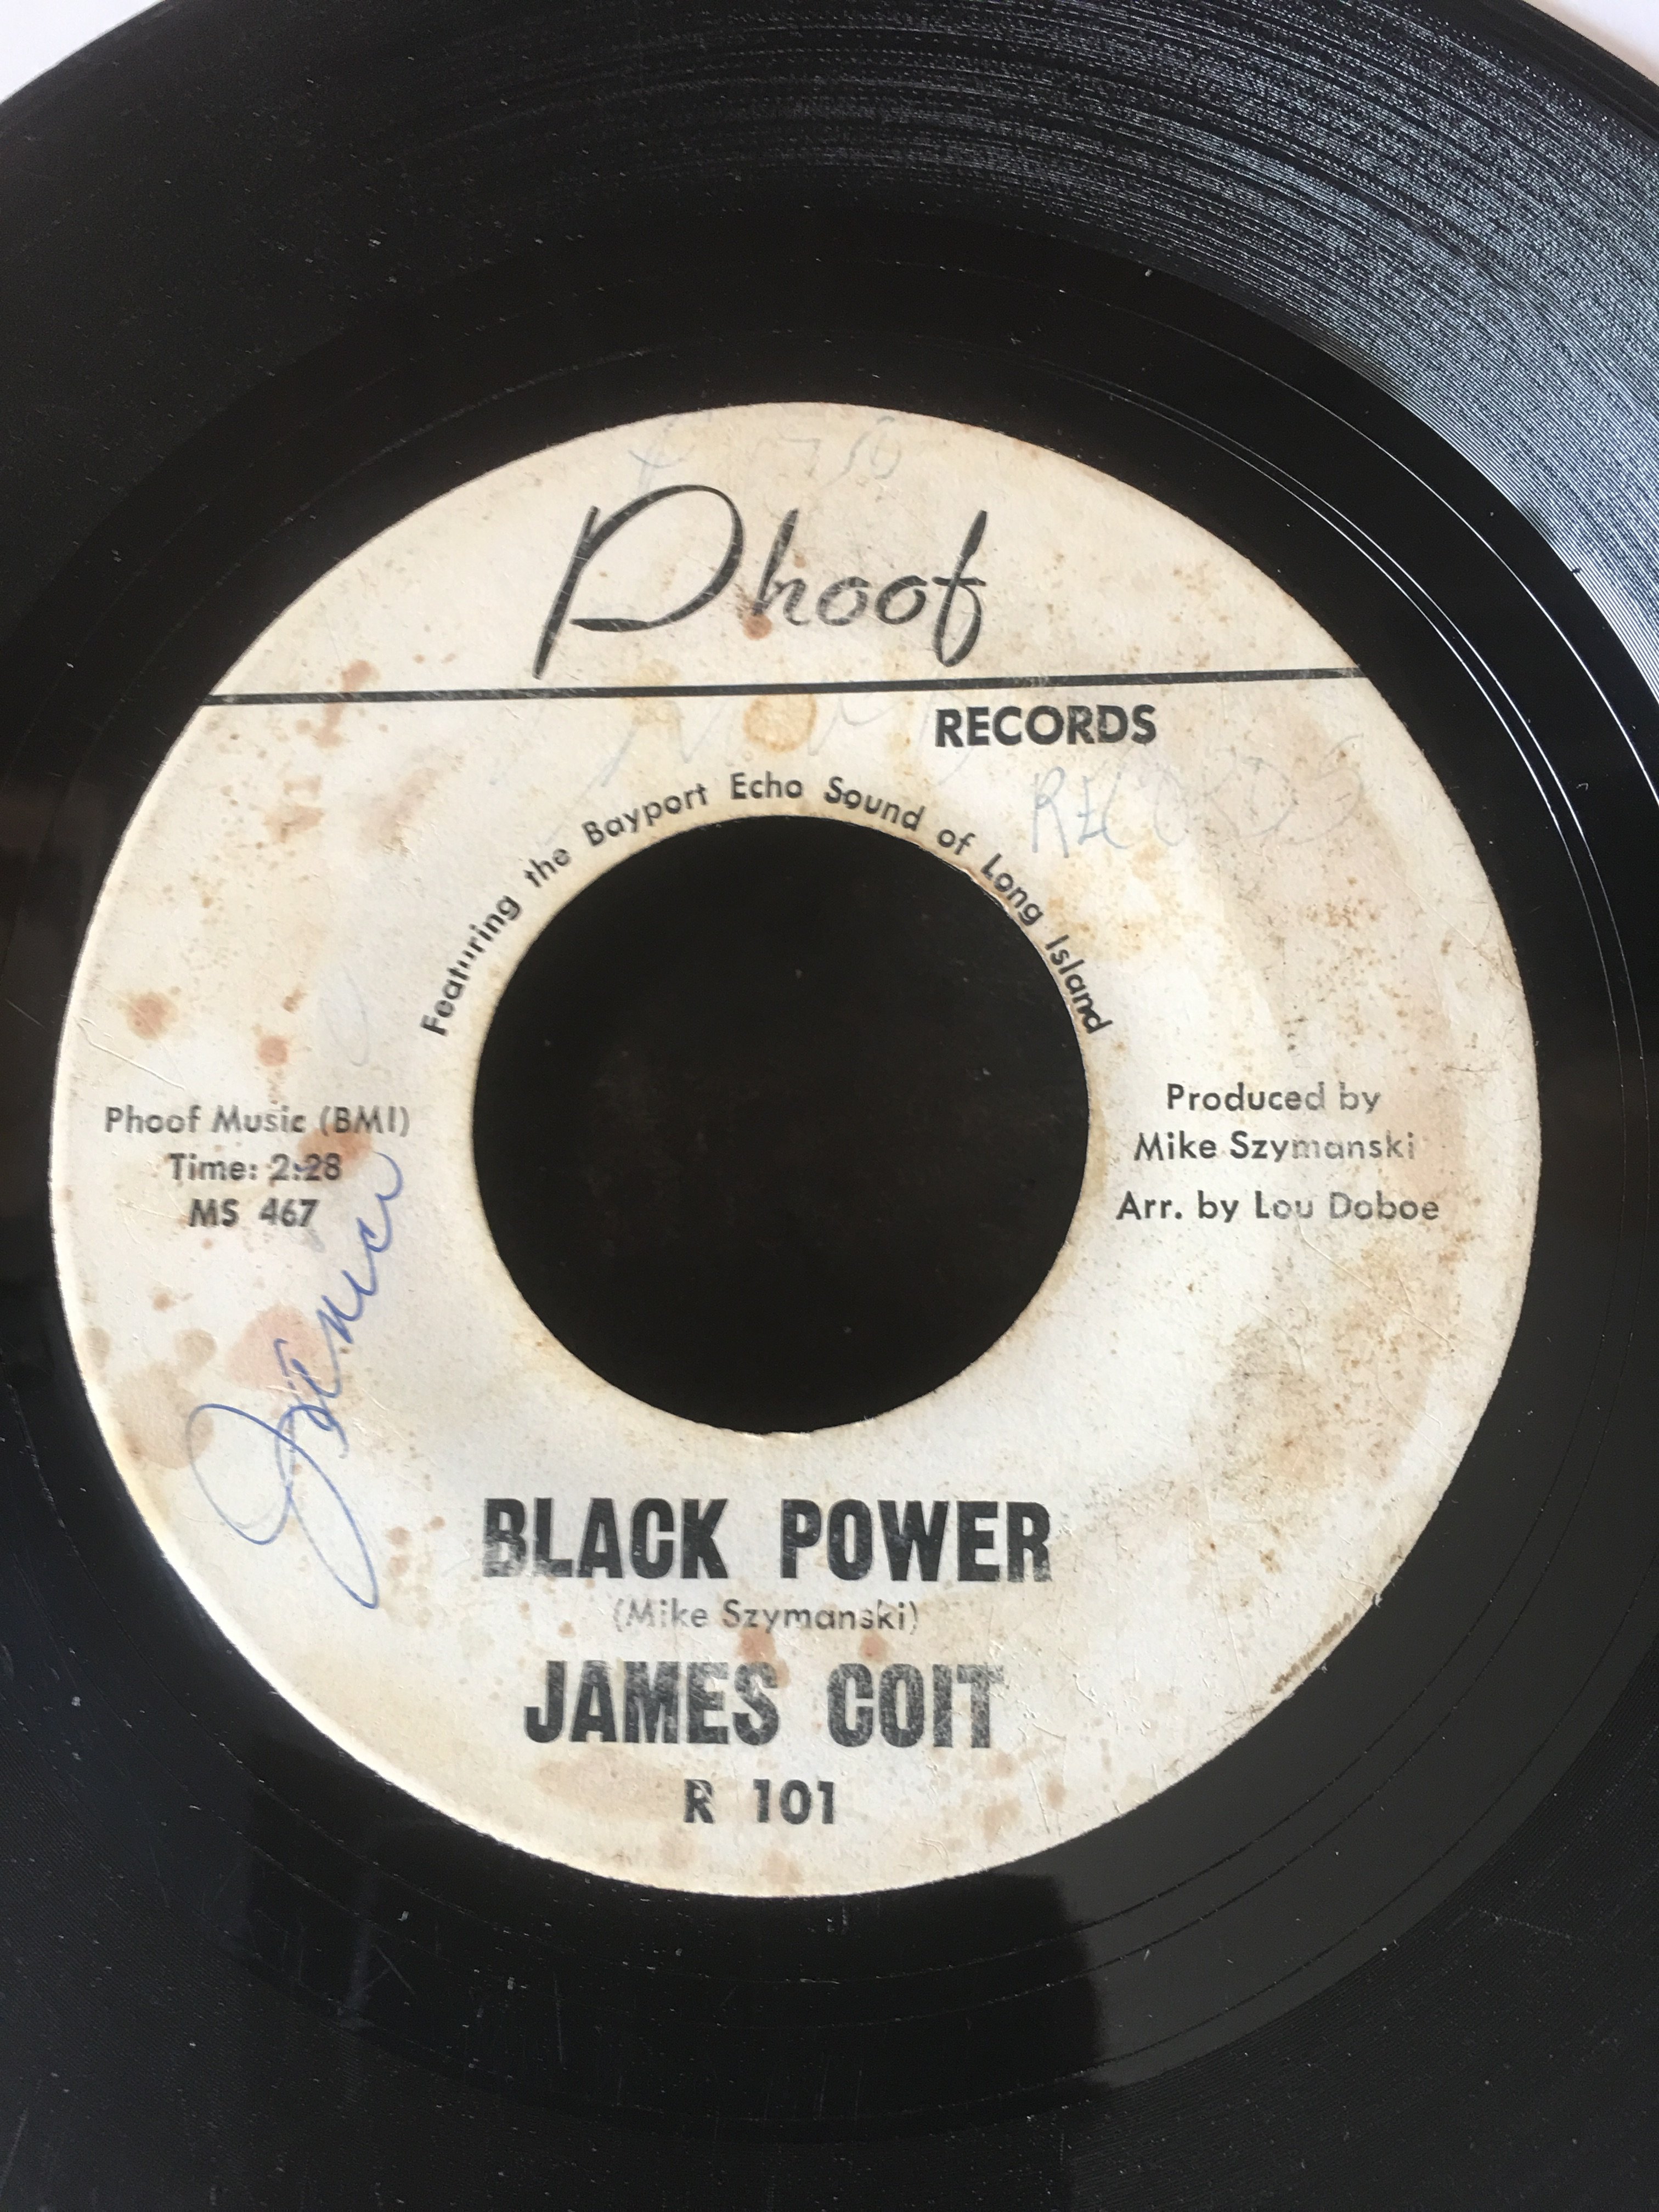 Phoof
RECORDS
RECORDS
Featuring the Bayport Echo Sound of Long Island
Phoof Music (BMI)
Time: 2:28
MS 467
Produced by
Mike Szymanski
Arr. by Lou Doboe
BLACK POWER
(Mike Szymanski)
JAMES COIT
R 101